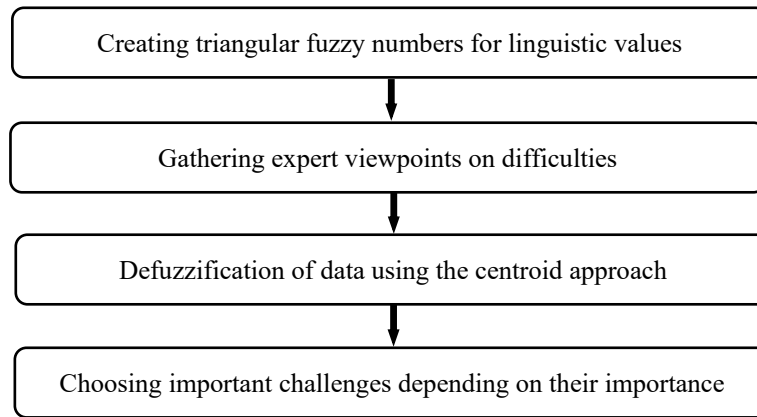 Creating triangular fuzzy numbers for linguistic values
Gathering expert viewpoints on difficulties
Defuzzification of data using the centroid approach
Choosing important challenges depending on their importance